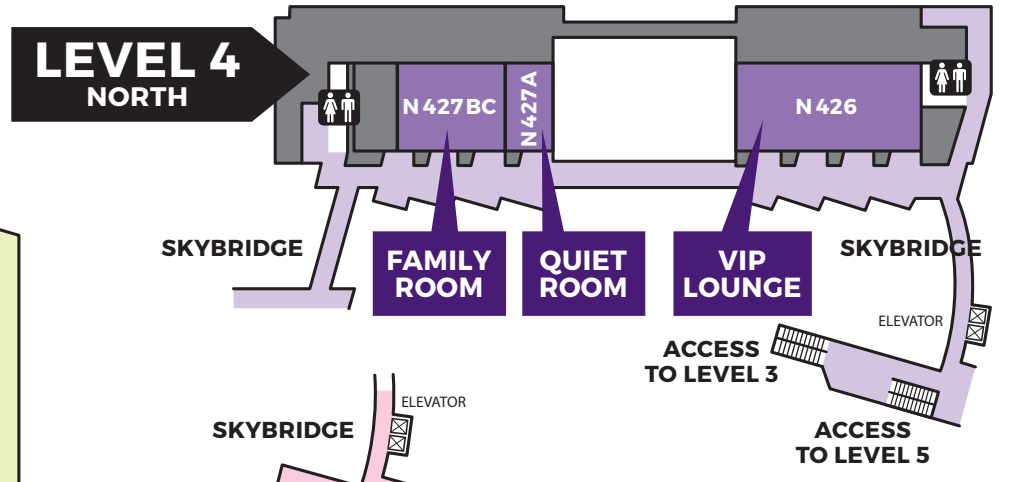 LEVEL 4
NORTH
N 427BC
N 427A
N 426
SKYBRIDGE
FAMILY
ROOM
QUIET
ROOM
VIP
LOUNGE
SKYBRIDGE
ELEVATOR
ACCESS
TO LEVEL 3
ELEVATOR
SKYBRIDGE
ACCESS
TO LEVEL 5